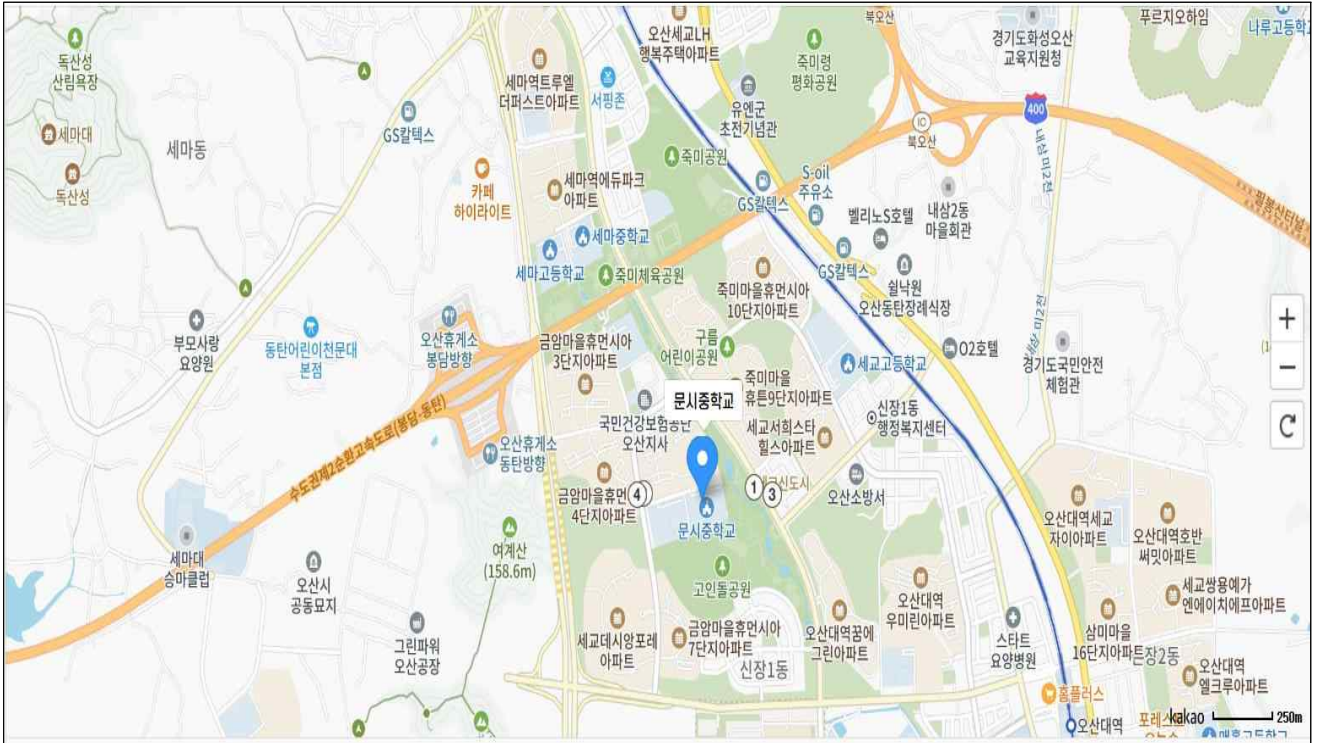 북오산
오산세교LH
행복주택아파트
푸르지오하임
경기도화성오산
교육지원청
독산성
산림욕장
죽미령
평화공원
세마역트루엘
더퍼스트아파트
서핑존
유엔군
초전기념관
400
GS칼텍스
세마대
세마동
IC
북오산
내삼미2천
죽미공원
S-oil
주유소
카페
하이라이트
세마역에듀파크
아파트
독산성
GS칼텍스
내삼2동
마을회관
벨리노S호텔
필봉산터널
세마중학교
세마고등학교
죽미체육공원
GS칼텍스
쉴낙원
오산동탄장례식장
죽미마을휴먼시아
10단지아파트
내삼미2천
부모사랑
요양원
동탄어린이천문대
본점
오산휴게소
봉담방향
금암마을휴먼시아
3단지아파트
구름
어린이공원
O2호텔
세교고등학교
경기도국민안전
체험관
죽미마을
휴튼9단지아파트
문시중학교
수도권제2순환고속도로(봉담-동탄)
국민건강보험공단
오산지사
세교서희스타
힐스아파트
신장1동
행정복지센터
오산휴게소
동탄방향
금암마을휴먼
4단지아파트
4
1
3
오산소방서
문시중학교
오산대역세교
자이아파트
오산대역호반
써밋아파트
세마대
승마클럽
여계산
(158.6m)
오산시
공동묘지
고인돌공원
오산대역
우미린아파트
세교쌍용예가
엔에이치에프아파트
그린파워
오산공장
세교데시앙포레
아파트
금암마을휴먼시아
7단지아파트
오산대역꿈에
그린아파트
스타트
요양병원
삼미마을
16단지아파트
신장1동
오산대역
엘크루아파트
홈플러스
오산대역
kakao
250m